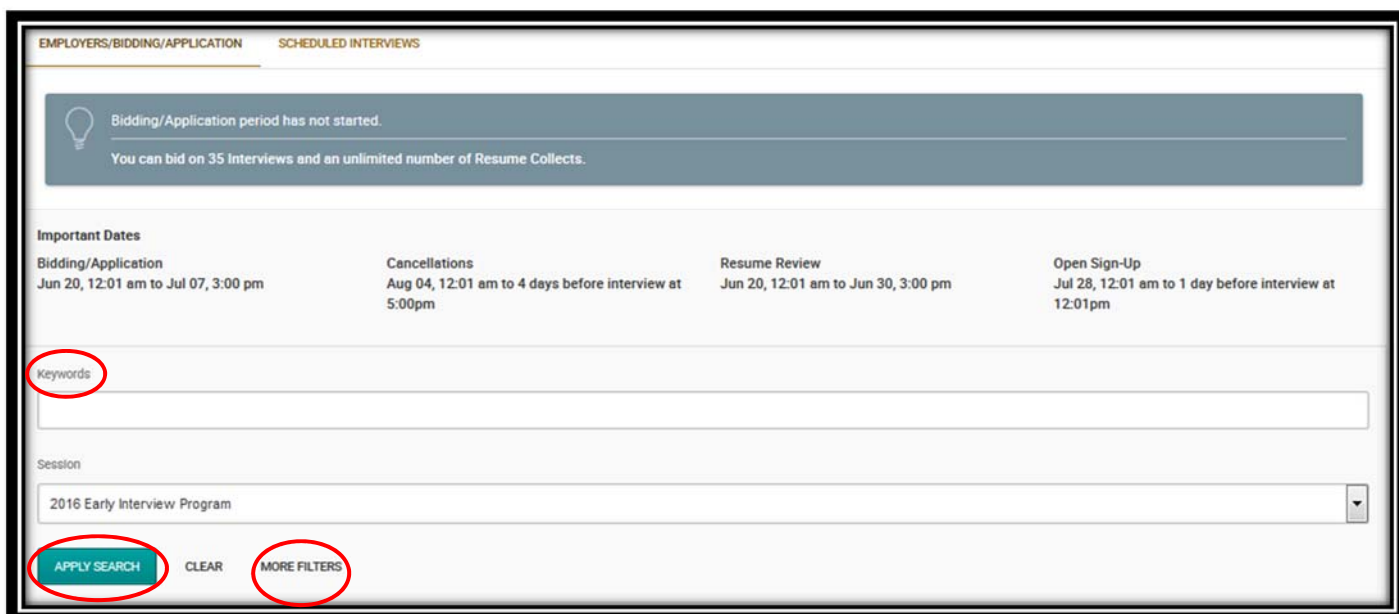 EMPLOYERS/BIDDING/APPLICATION SCHEDULED INTERVIEWS
Bidding/Application period has not started.
You can bid on 35 Interviews and an unlimited number of Resume Collects.
Important Dates
Bidding/Application
Jun 20, 12:01 am to Jul 07, 3:00 pm
Cancellations
Aug 04, 12:01 am to 4 days before interview at
5:00pm
Resume Review
Jun 20, 12:01 am to Jun 30, 3:00 pm
Open Sign-Up
Jul 28, 12:01 am to 1 day before interview at
12:01pm
Keywords
Session
2016 Early Interview Program
APPLY SEARCH CLEAR MORE FILTERS